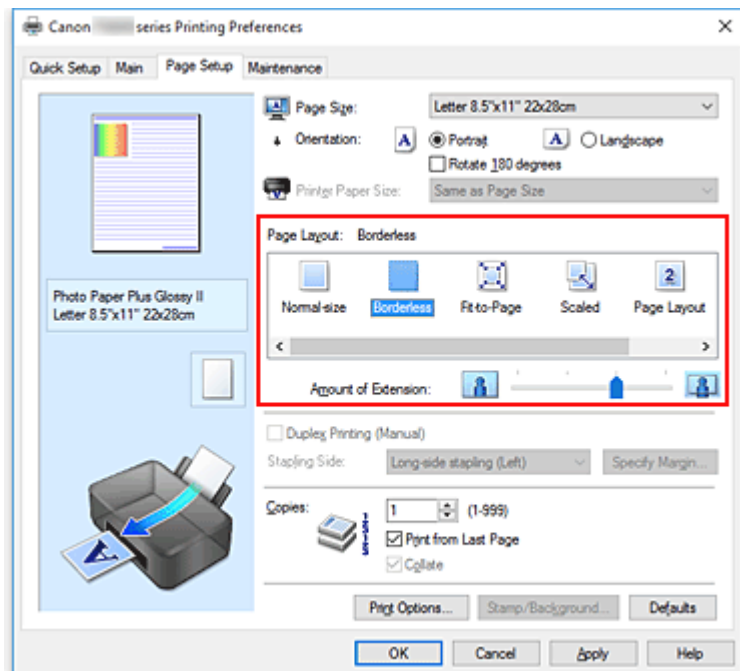 Canon series Printing Preferences
Quick Setup Main Page Setup Maintenance
Page Size: Letter 8.5"x11" 22x28cm
Orientation: A Portrait A Landscape
Rotate 180 degrees
Printer Paper Size: Same as Page Size
Page Layout: Borderless
Normal-size Borderless Fit-to-Page Scaled 2 Page Layout
Photo Paper Plus Glossy II
Letter 8.5"x11" 22x28cm
Amount of Extension:
Duplex Printing (Manual)
Stapling Side: Long-side stapling (Left) Specify Margin...
Copies: 1 (1-999)
Print from Last Page
Collate
A
Print Options... Stamp/Background... Defaults
OK Cancel Apply Help